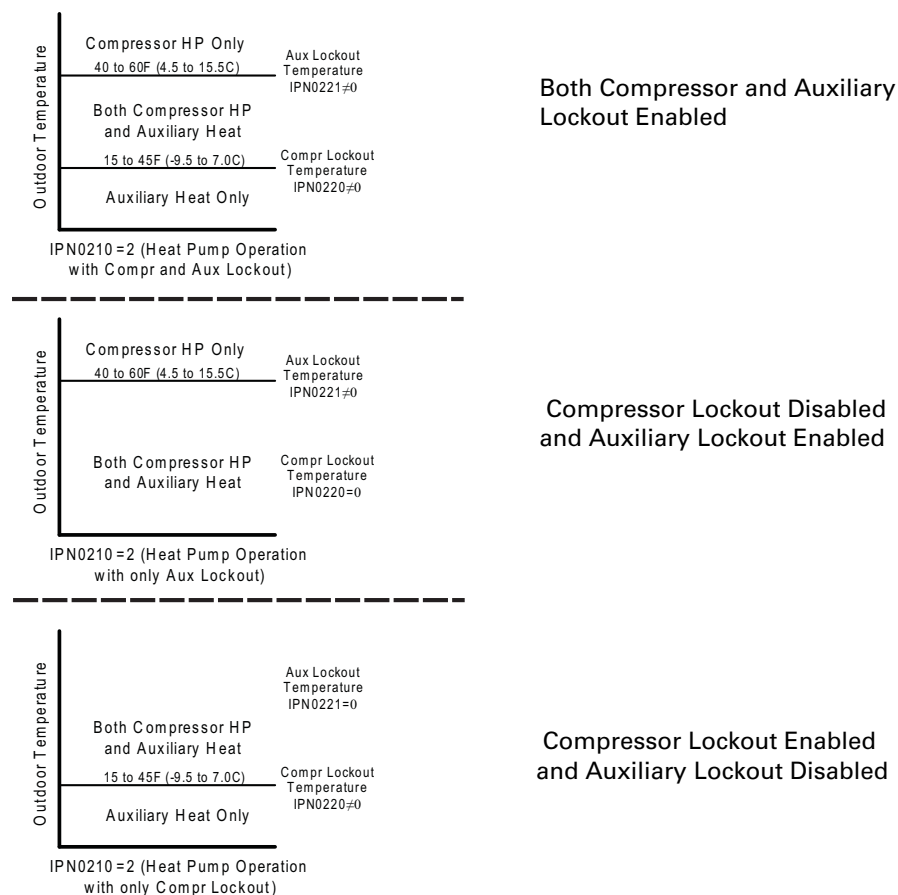 Outdoor Temperature
Compressor HP Only
40 to 60F (4.5 to 15.5C)
Aux Lockout
Temperature
IPN0221≠0
Both Compressor HP
and Auxiliary Heat
15 to 45F (-9.5 to 7.0C)
Compr Lockout
Temperature
IPN0220≠0
Auxiliary Heat Only
IPN0210=2 (Heat Pump Operation
with Compr and Aux Lockout)
Both Compressor and Auxiliary
Lockout Enabled
Outdoor Temperature
Compressor HP Only
40 to 60F (4.5 to 15.5C)
Aux Lockout
Temperature
IPN0221≠0
Both Compressor HP
and Auxiliary Heat
Compr Lockout
Temperature
IPN0220=0
IPN0210=2 (Heat Pump Operation
with only Aux Lockout)
Compressor Lockout Disabled
and Auxiliary Lockout Enabled
Outdoor Temperature
Aux Lockout
Temperature
IPN0221=0
Both Compressor HP
and Auxiliary Heat
15 to 45F (-9.5 to 7.0C)
Compr Lockout
Temperature
IPN0220≠0
Auxiliary Heat Only
IPN0210=2 (Heat Pump Operation
with only Compr Lockout)
Compressor Lockout Enabled
and Auxiliary Lockout Disabled